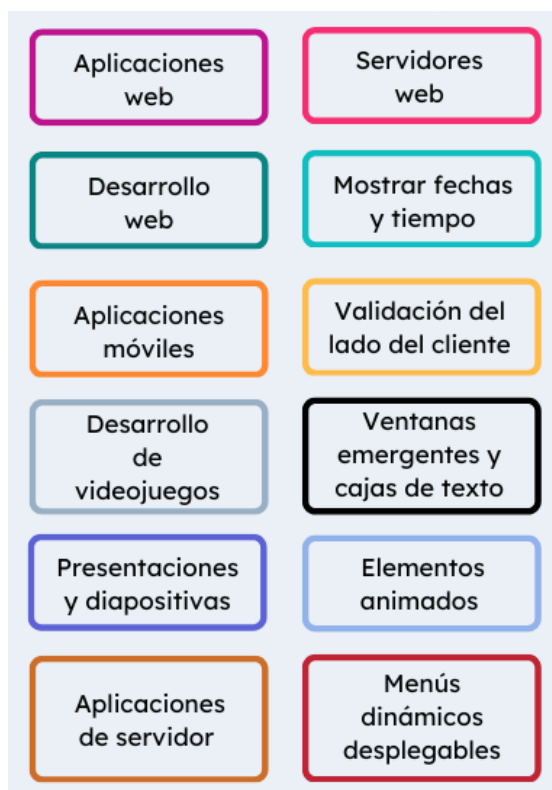 Aplicaciones
web
Servidores
web
Desarrollo
web
Mostrar fechas
y tiempo
Aplicaciones
móviles
Validación del
lado del cliente
Desarrollo
de
videojuegos
Ventanas
emergentes y
cajas de texto
Presentaciones
y diapositivas
Elementos
animados
Aplicaciones
de servidor
Menús
dinámicos
desplegables